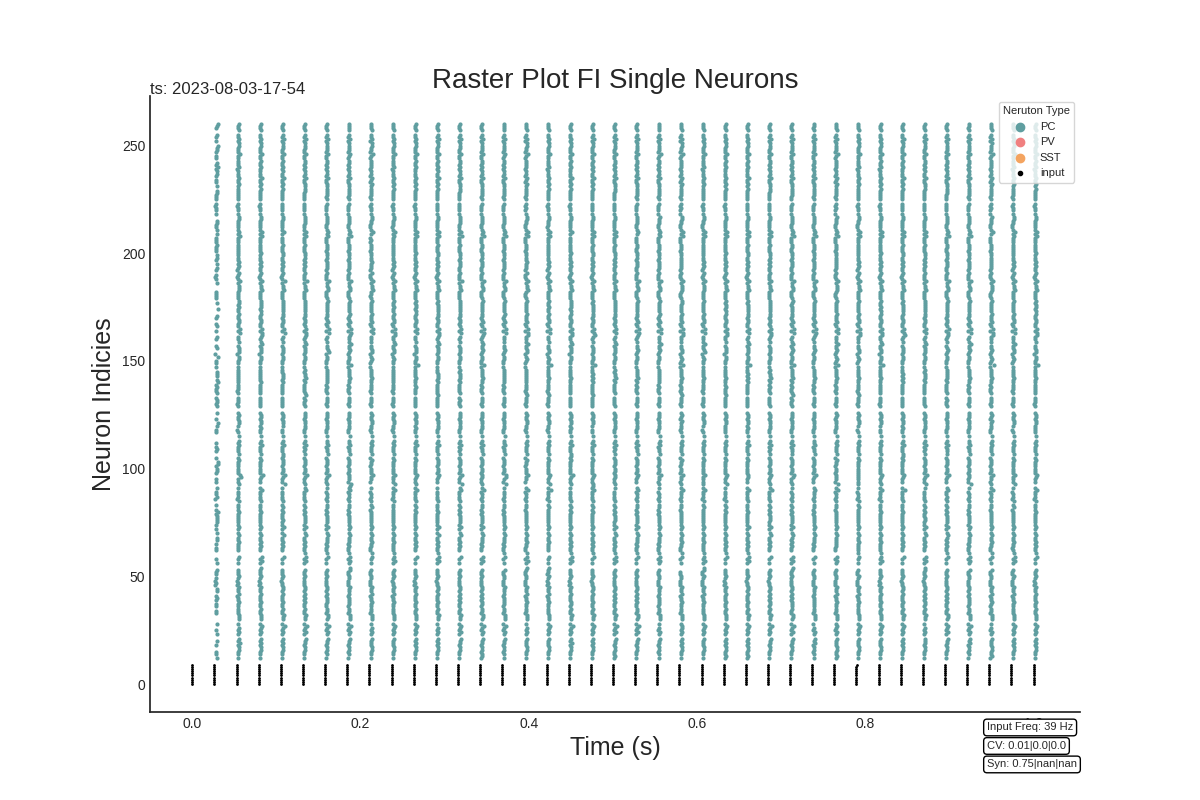 Raster Plot FI Single Neurons
ts: 2023-08-03-17-54
Neruton Type
PC
PV
SST
input
250
200
150
100
50
0
Neuron Indicies
0.0 0.2 0.4 0.6 0.8
Time (s)
Input Freq: 39 Hz
CV: 0.01|0.0|0.0
Syn: 0.75|nan|nan